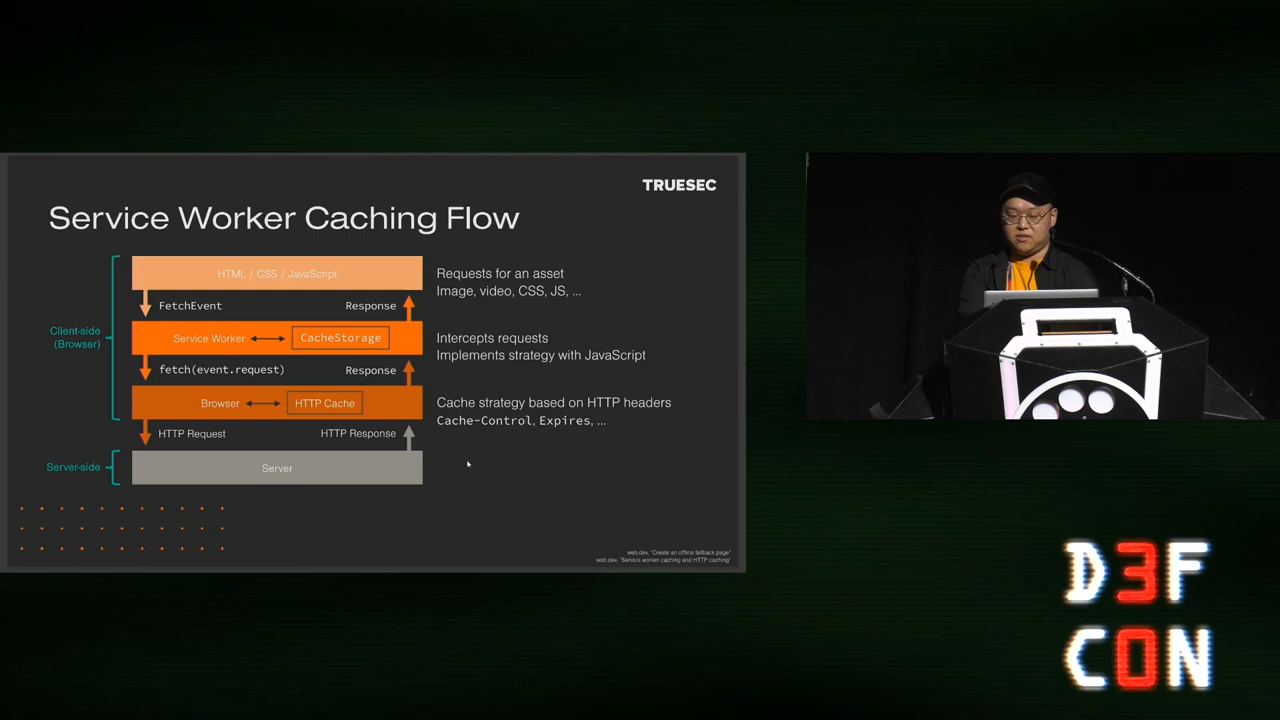 TRUESEC
Service Worker Caching Flow
HTML / CSS / JavaScript
Requests for an asset
Image, video, CSS, JS, ...
FetchEvent
Response
Client-side
(Browser)
Service Worker
CacheStorage
Intercepts requests
Implements strategy with JavaScript
fetch(event.request)
Response
Browser
HTTP Cache
Cache strategy based on HTTP headers
Cache-Control, Expires, ...
HTTP Request
HTTP Response
Server-side
Server
web.dev, "Create an offline fallback page"
web.dev, "Service worker caching and HTTP caching"
D3F
C0N